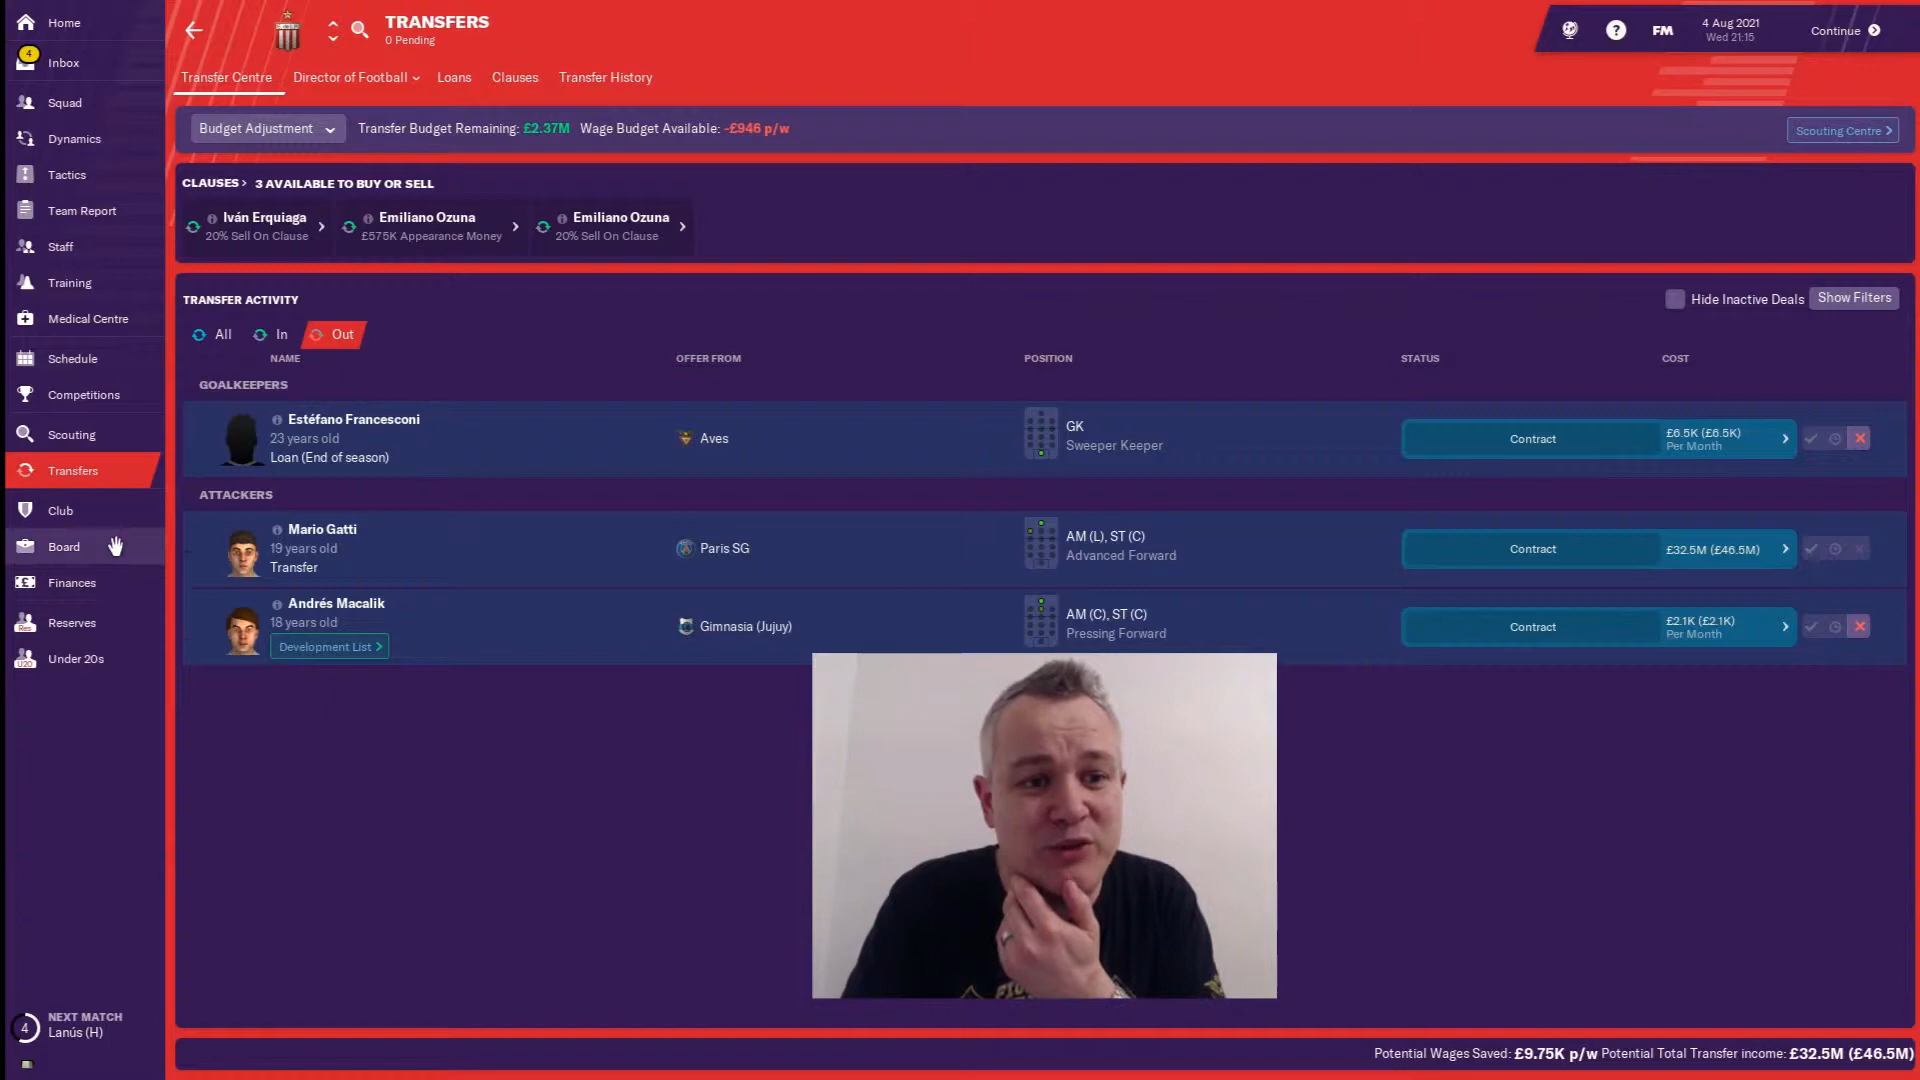 Home
4
Inbox
Squad
Dynamics
Tactics
Team Report
Staff
Training
Medical Centre
Schedule
Competitions
Scouting
Transfers
Club
Board
Finances
Res
Reserves
U20
Under 20s
NEXT MATCH
4
Lanús (H)
TRANSFERS
0 Pending
?
FM
4 Aug 2021
Wed 21:15
Continue
Transfer Centre
Director of Football
Loans
Clauses
Transfer History
Budget Adjustment
Transfer Budget Remaining: £2.37M
Wage Budget Available: -£946 p/w
Scouting Centre >
CLAUSES > 3 AVAILABLE TO BUY OR SELL
Iván Erquiaga
20% Sell On Clause
Emiliano Ozuna
£575K Appearance Money
Emiliano Ozuna
20% Sell On Clause
TRANSFER ACTIVITY
Hide Inactive Deals
Show Filters
All
In
Out
NAME
OFFER FROM
POSITION
STATUS
COST
GOALKEEPERS
Estéfano Francesconi
23 years old
Loan (End of season)
Aves
GK
Sweeper Keeper
Contract
£6.5K (£6.5K)
Per Month
ATTACKERS
Mario Gatti
19 years old
Transfer
Paris SG
AM (L), ST (C)
Advanced Forward
Contract
£32.5M (£46.5M)
Andrés Macalik
18 years old
Development List >
Gimnasia (Jujuy)
AM (C), ST (C)
Pressing Forward
Contract
£2.1K (£2.1K)
Per Month
Potential Wages Saved: £9.75K p/w Potential Total Transfer income: £32.5M (£46.5M)